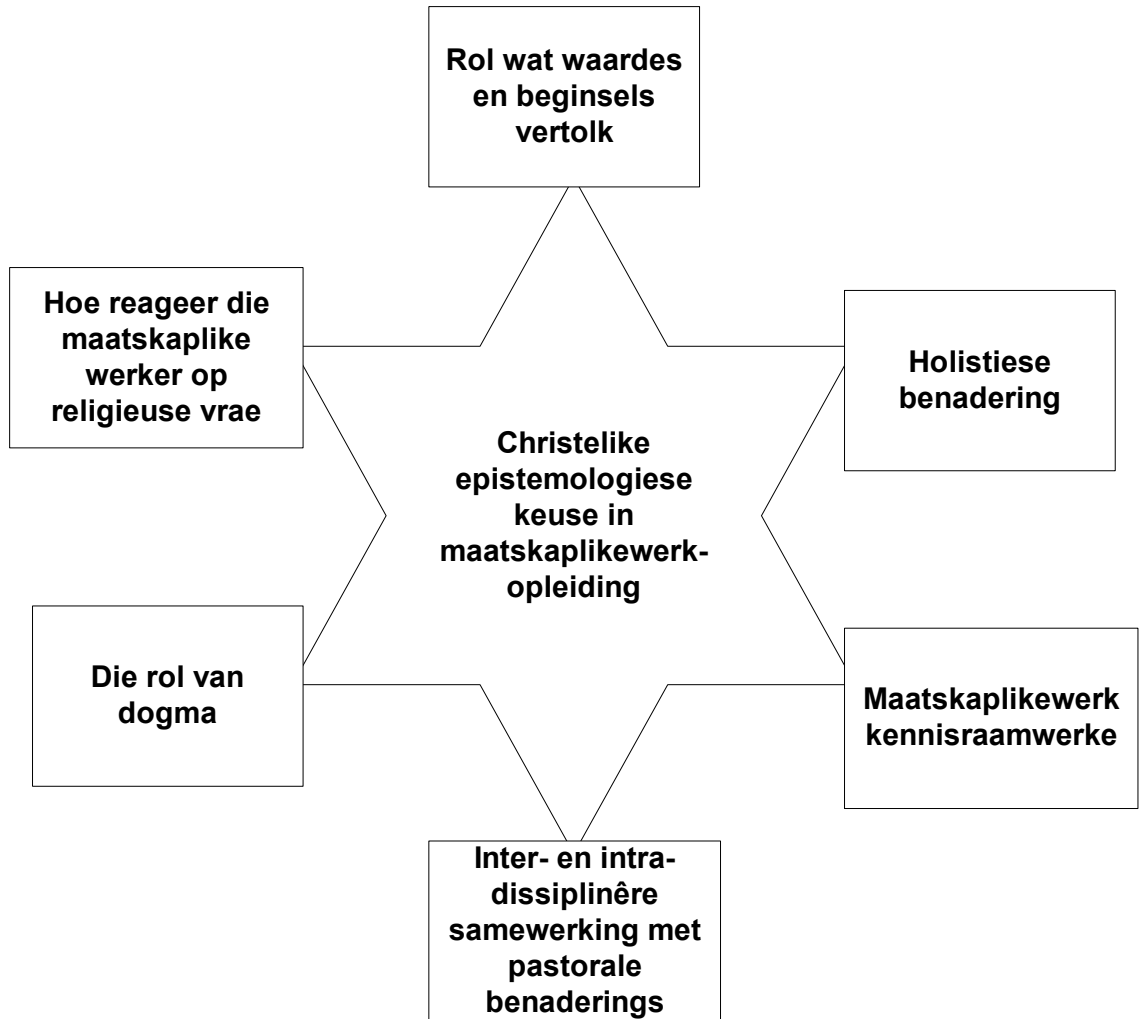 Rol wat waardes
en beginsels
vertolk
Hoe reageer die
maatskaplike
werker op
religieuse vrae
Holistiese
benadering
Christelike
epistemologiese
keuse in
maatskaplikewerk-
opleiding
Die rol van
dogma
Maatskaplikewerk
kennisraamwerke
Inter- en intra-
dissiplinêre
samewerking met
pastorale
benaderings